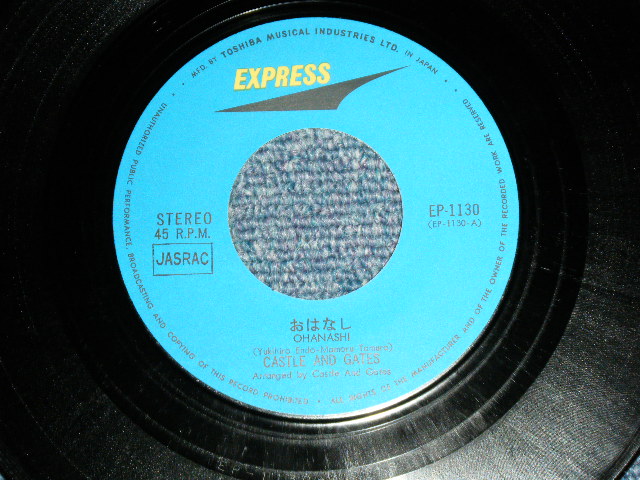 MFD. BY TOSHIBA MUSICAL INDUSTRIES LTD. IN JAPAN.
ALL RIGHTS OF THE MANUFACTURER AND OF THE OWNER OF THE RECORDED WORK ARE RESERVED
UNAUTHORIZED PUBLIC PERFORMANCE, BROADCASTING AND COPYING OF THIS RECORD PROHIBITED
EXPRESS
STEREO
45 R.P.M.
JASRAC
EP-1130
(EP-1130-A)
おはなし
OHANASHI
CASTLE AND GATES
Arranged by Castle And Gates